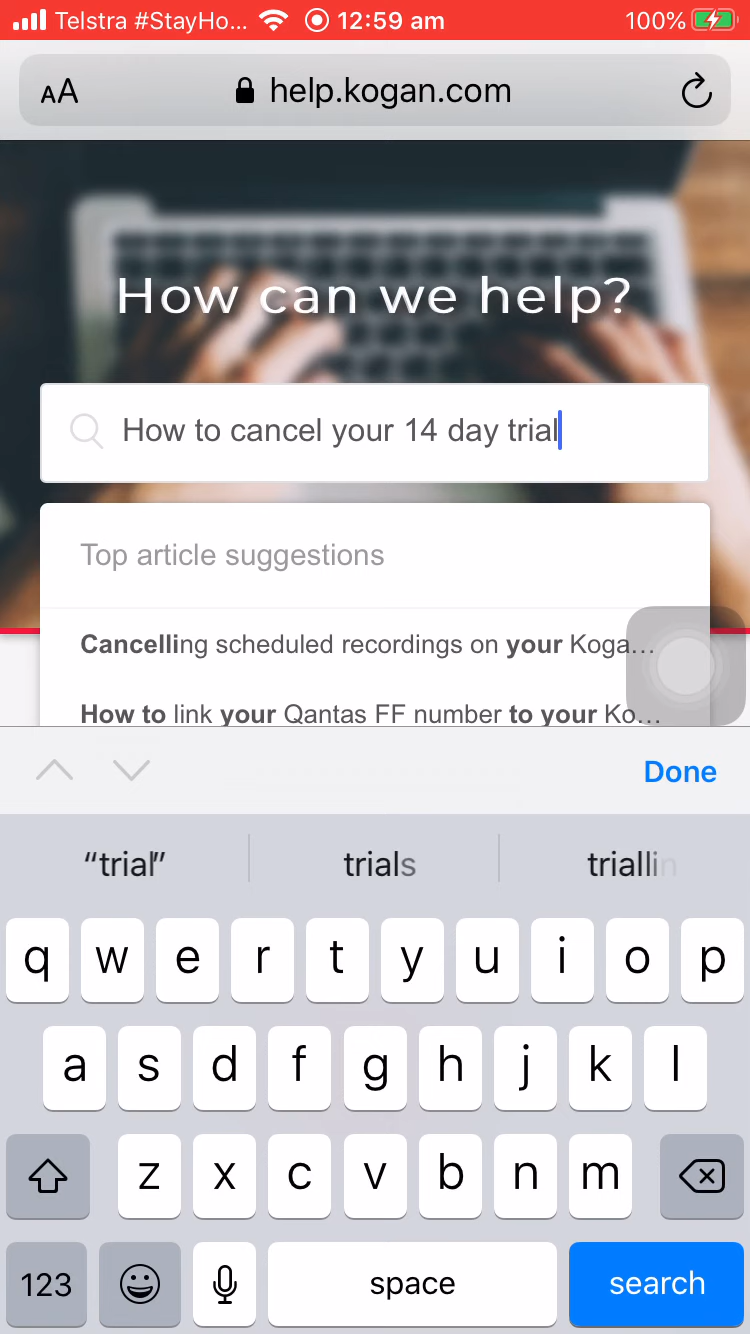 Telstra #StayHo... 12:59 am 100%
AA help.kogan.com
How can we help?
How to cancel your 14 day trial
Top article suggestions
Cancelling scheduled recordings on your Koga...
How to link your Qantas FF number to your Ko...
Done
“trial” trials triallin
q w e r t y u i o p
a s d f g h j k l
z x c v b n m
123 space search